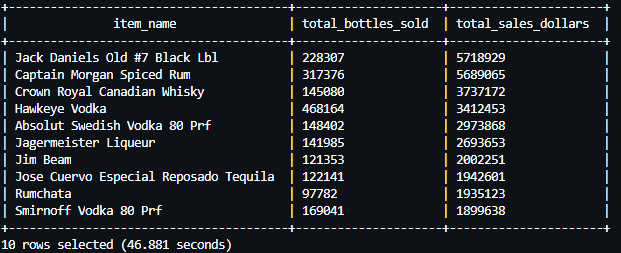 item_name | total_bottles_sold | total_sales_dollars
Jack Daniels Old #7 Black Lbl | 228307 | 5718929
Captain Morgan Spiced Rum | 317376 | 5689065
Crown Royal Canadian Whisky | 145080 | 3737172
Hawkeye Vodka | 468164 | 3412453
Absolut Swedish Vodka 80 Prf | 148402 | 2973868
Jagermeister Liqueur | 141985 | 2693653
Jim Beam | 121353 | 2002251
Jose Cuervo Especial Reposado Tequila | 122141 | 1942601
Rumchata | 97782 | 1935123
Smirnoff Vodka 80 Prf | 169041 | 1899638
10 rows selected (46.881 seconds)